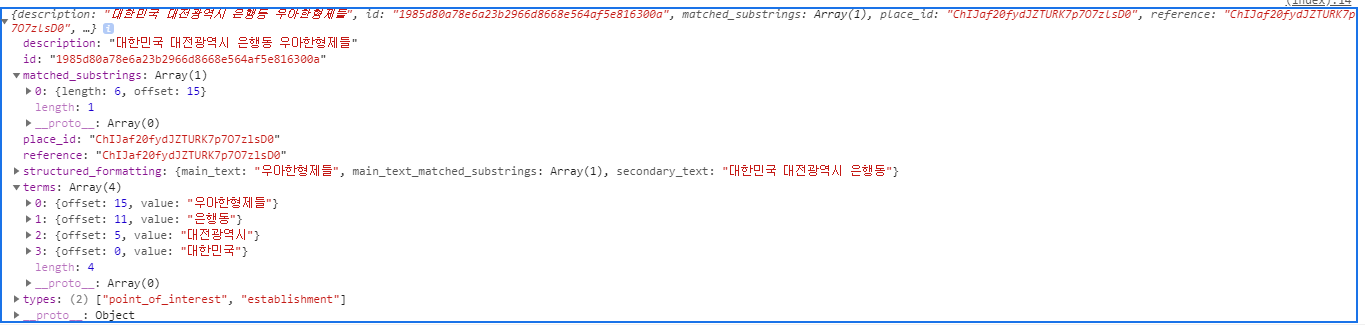 (index):14
{description: "대한민국 대전광역시 은행동 우아한형제들", id: "1985d80a78e6a23b2966d8668e564af5e816300a", matched_substrings: Array(1), place_id: "ChIJaf20fydJZTURK7p7O7zlsD0", reference: "ChIJaf20fydJZTURK7p
7O7zlsD0", …}
description: "대한민국 대전광역시 은행동 우아한형제들"
id: "1985d80a78e6a23b2966d8668e564af5e816300a"
matched_substrings: Array(1)
0: {length: 6, offset: 15}
length: 1
__proto__: Array(0)
place_id: "ChIJaf20fydJZTURK7p7O7zlsD0"
reference: "ChIJaf20fydJZTURK7p7O7zlsD0"
structured_formatting: {main_text: "우아한형제들", main_text_matched_substrings: Array(1), secondary_text: "대한민국 대전광역시 은행동"}
terms: Array(4)
0: {offset: 15, value: "우아한형제들"}
1: {offset: 11, value: "은행동"}
2: {offset: 5, value: "대전광역시"}
3: {offset: 0, value: "대한민국"}
length: 4
__proto__: Array(0)
types: (2) ["point_of_interest", "establishment"]
__proto__: Object